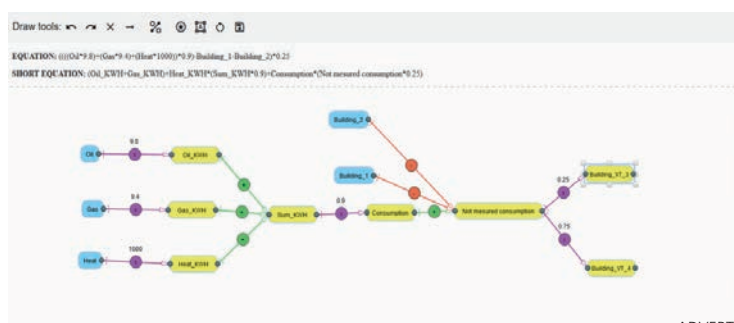 Draw tools:
EQUATION: ((((Oil*9.8)+(Gas*9.4)+(Heat*1000))*0.9)-Building_1-Building_2)*0.25
SHORT EQUATION: (Oil_KWH+Gas_KWH)+Heat_KWH*(Sum_KWH*0.9)+Consumption*(Not mesured consumption*0.25)
Building_2
9.8
Oil
Oil_KWH
Building_1
0.25
Building_VT_3
9.4
0.9
Gas
Gas_KWH
Sum_KWH
Consumption
Not measured consumption
0.75
1000
Heat
Heat_KWH
Building_VT_4